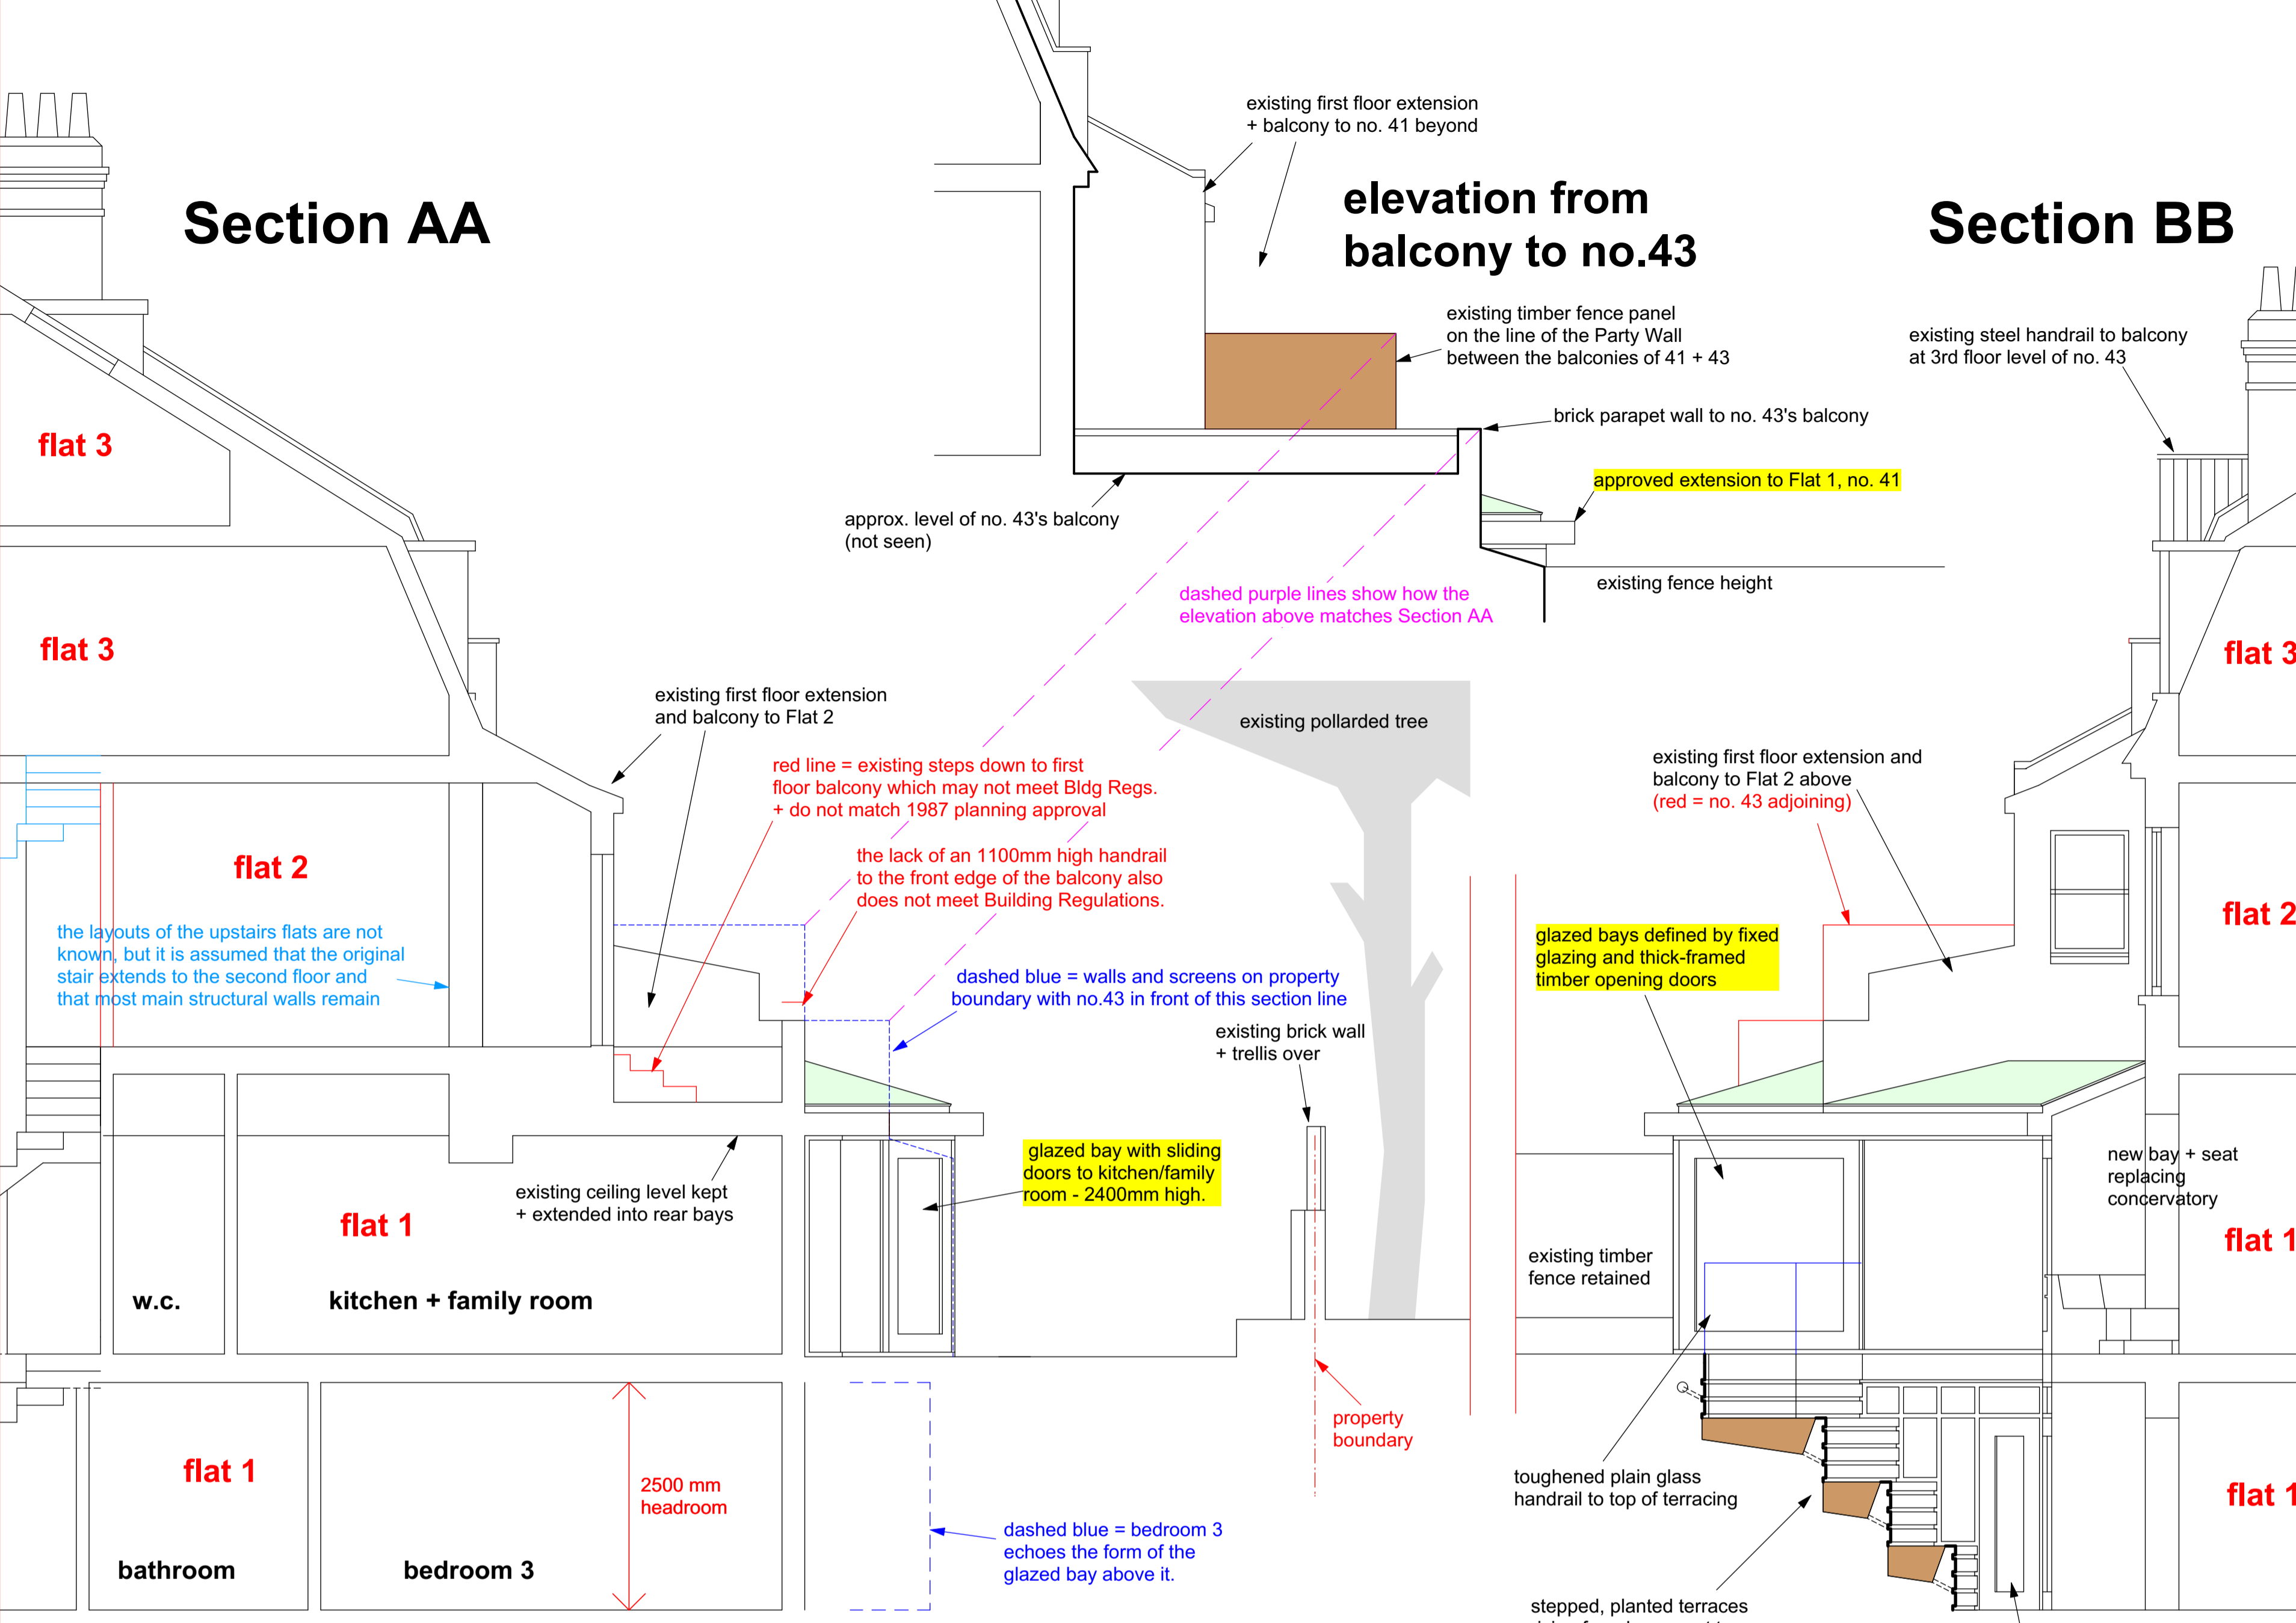 Section AA
existing first floor extension
+ balcony to no. 41 beyond
elevation from
balcony to no.43
Section BB
existing timber fence panel
on the line of the Party Wall
between the balconies of 41 + 43
existing steel handrail to balcony
at 3rd floor level of no. 43
brick parapet wall to no. 43's balcony
flat 3
approved extension to Flat 1, no. 41
approx. level of no. 43's balcony
(not seen)
existing fence height
dashed purple lines show how the
elevation above matches Section AA
flat 3
flat 3
existing first floor extension
and balcony to Flat 2
existing pollarded tree
red line = existing steps down to first
floor balcony which may not meet Bldg Regs.
+ do not match 1987 planning approval
existing first floor extension and
balcony to Flat 2 above
(red = no. 43 adjoining)
the lack of an 1100mm high handrail
to the front edge of the balcony also
does not meet Building Regulations.
flat 2
flat 2
the layouts of the upstairs flats are not
known, but it is assumed that the original
stair extends to the second floor and
that most main structural walls remain
glazed bays defined by fixed
glazing and thick-framed
timber opening doors
dashed blue = walls and screens on property
boundary with no.43 in front of this section line
existing brick wall
+ trellis over
glazed bay with sliding
doors to kitchen/family
room - 2400mm high.
new bay + seat
replacing
concervatory
existing ceiling level kept
+ extended into rear bays
flat 1
flat 1
existing timber
fence retained
w.c.
kitchen + family room
property
boundary
flat 1
2500 mm
headroom
toughened plain glass
handrail to top of terracing
flat 1
dashed blue = bedroom 3
echoes the form of the
glazed bay above it.
bathroom
bedroom 3
stepped, planted terraces